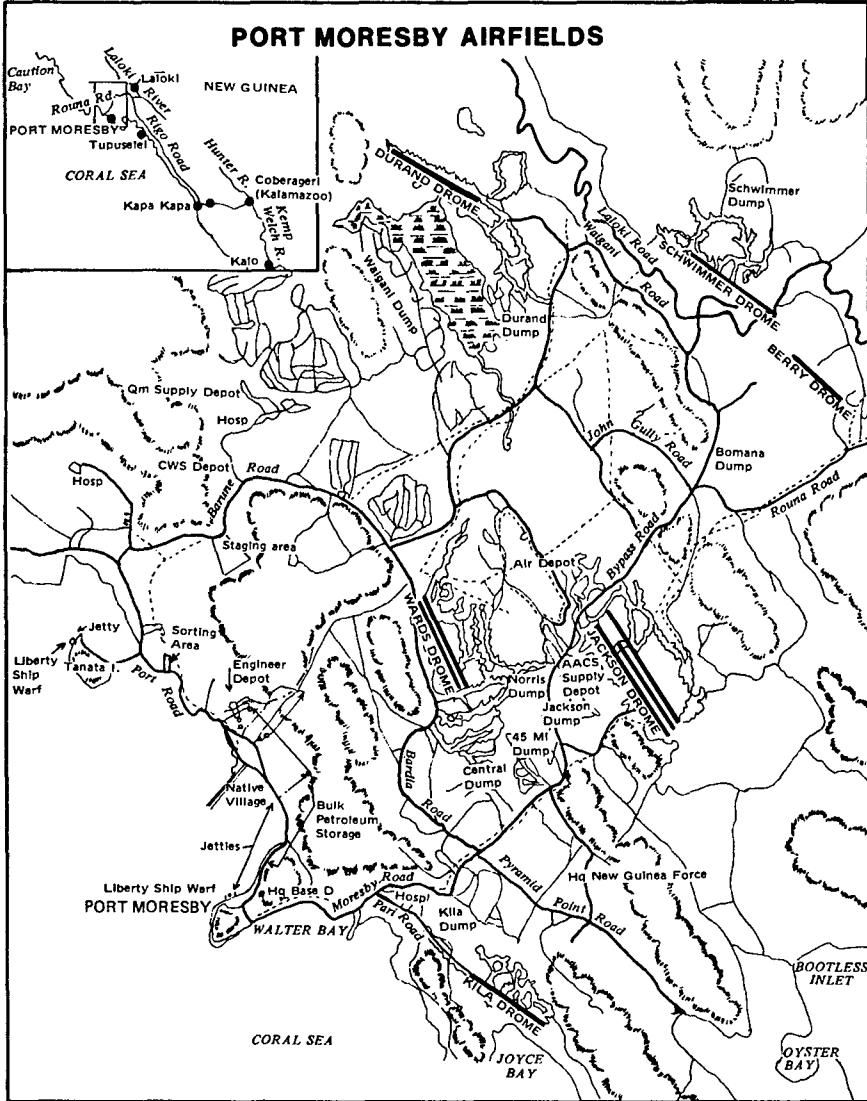 PORT MORESBY AIRFIELDS
Caution
Bay
Laloki
River
Laloki
NEW GUINEA
Rouna Rd
PORT MORESBY
Tupuselei
Rigo Road
CORAL SEA
Hunter R.
Coberageri
(Kalamazoo)
Kapa Kapa
Kemp
Welch R.
Kalo
DURAND DROME
Schwimmer
Dump
Laloki Road
Waigani
Road
SCHWIMMER DROME
Waigani Dump
Durand
Dump
BERRY DROME
Qm Supply Depot
Hosp
John
Gully Road
Bomana
Dump
CWS Depot
Road
Barune
Hosp
Rouna Road
Staging area
Air Depot
Bypass Road
WARDS DROME
JACKSON DROME
Jetty
Sorting
Area
Liberty
Ship
Warf
Tanata I.
Port
Road
Engineer
Depot
Norris
Dump
AACS
Supply
Depot
Jackson
Dump
45 MI
Dump
Central
Dump
Bardia
Road
Native
Village
Bulk
Petroleum
Storage
Jetties
Pyramid
Point
Road
Hq New Guinea Force
Liberty Ship Warf
PORT MORESBY
Hq Base D
Moresby Road
Hospl
WALTER BAY
Pari Road
Kila
Dump
KILA DROME
BOOTLESS
INLET
CORAL SEA
JOYCE
BAY
OYSTER
BAY